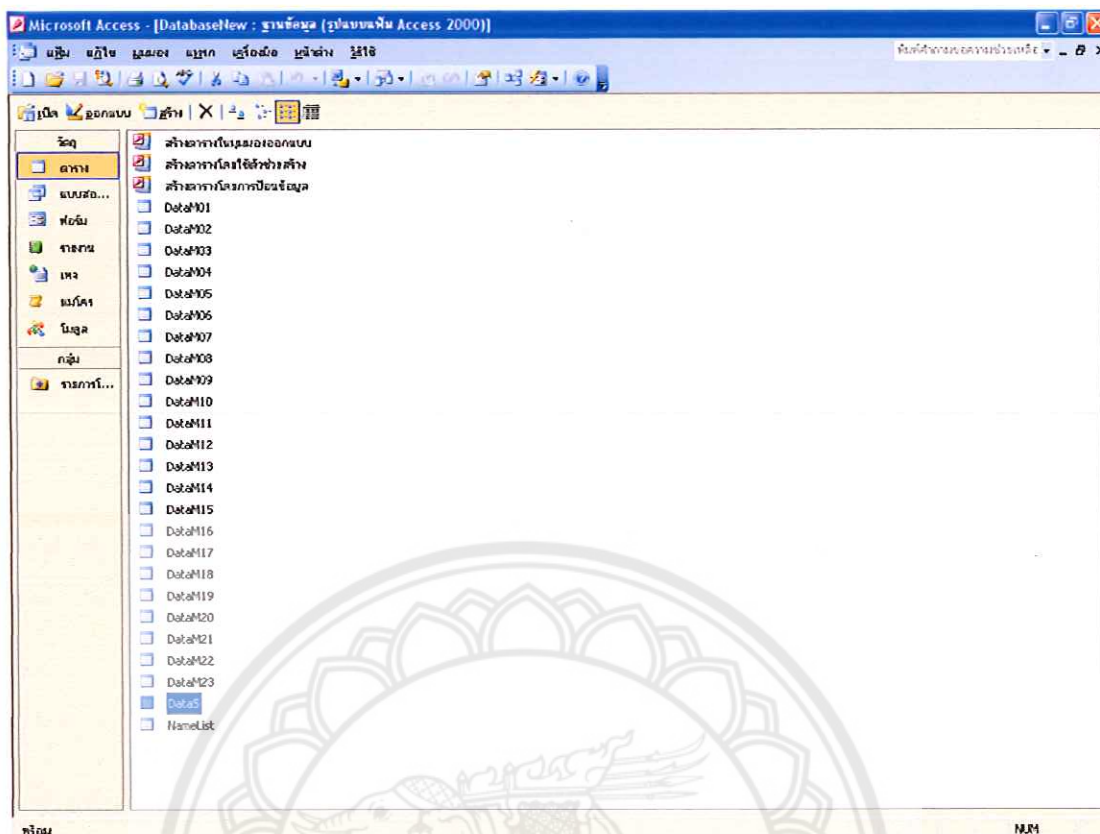 Microsoft Access - [DatabaseNew : ฐานข้อมูล (รูปแบบแฟ้ม Access 2000)]
แฟ้ม แก้ไข มุมมอง แทรก เครื่องมือ หน้าต่าง วิธีใช้
เปิด ออกแบบ สร้าง
วัตถุ
ตาราง
แบบสอ...
ฟอร์ม
รายงาน
เพจ
แมโคร
โมดูล
กลุ่ม
รายการโ...
สร้างตารางในมุมมองออกแบบ
สร้างตารางโดยใช้ตัวช่วยสร้าง
สร้างตารางโดยการป้อนข้อมูล
DataM01
DataM02
DataM03
DataM04
DataM05
DataM06
DataM07
DataM08
DataM09
DataM10
DataM11
DataM12
DataM13
DataM14
DataM15
DataM16
DataM17
DataM18
DataM19
DataM20
DataM21
DataM22
DataM23
DataS
NameList
พร้อม
NUM